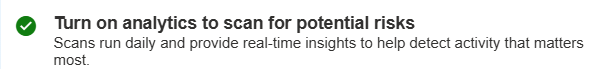 Turn on analytics to scan for potential risks
Scans run daily and provide real-time insights to help detect activity that matters
most.